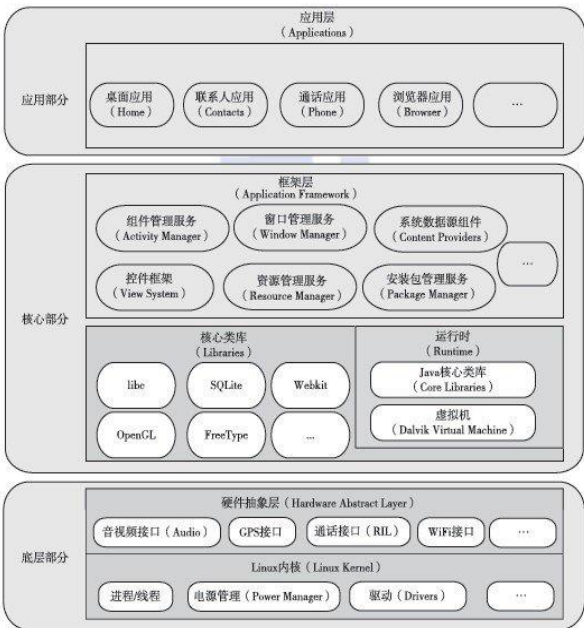 应用层
（Applications）
应用部分
桌面应用
（Home）
联系人应用
（Contacts）
通话应用
（Phone）
浏览器应用
（Browser）
…
核心部分
框架层
（Application Framework）
组件管理服务
（Activity Manager）
窗口管理服务
（Window Manager）
系统数据源组件
（Content Providers）
…
控件框架
（View System）
资源管理服务
（Resource Manager）
安装包管理服务
（Package Manager）
核心类库
（Libraries）
libc
SQLite
Webkit
OpenGL
FreeType
...
运行时
（Runtime）
Java核心类库
（Core Libraries）
虚拟机
（Dalvik Virtual Machine）
底层部分
硬件抽象层（Hardware Abstract Layer）
音视频接口（Audio）
GPS接口
通话接口（RIL）
WiFi接口
…
Linux内核（Linux Kernel）
进程/线程
电源管理（Power Manager）
驱动（Drivers）
…